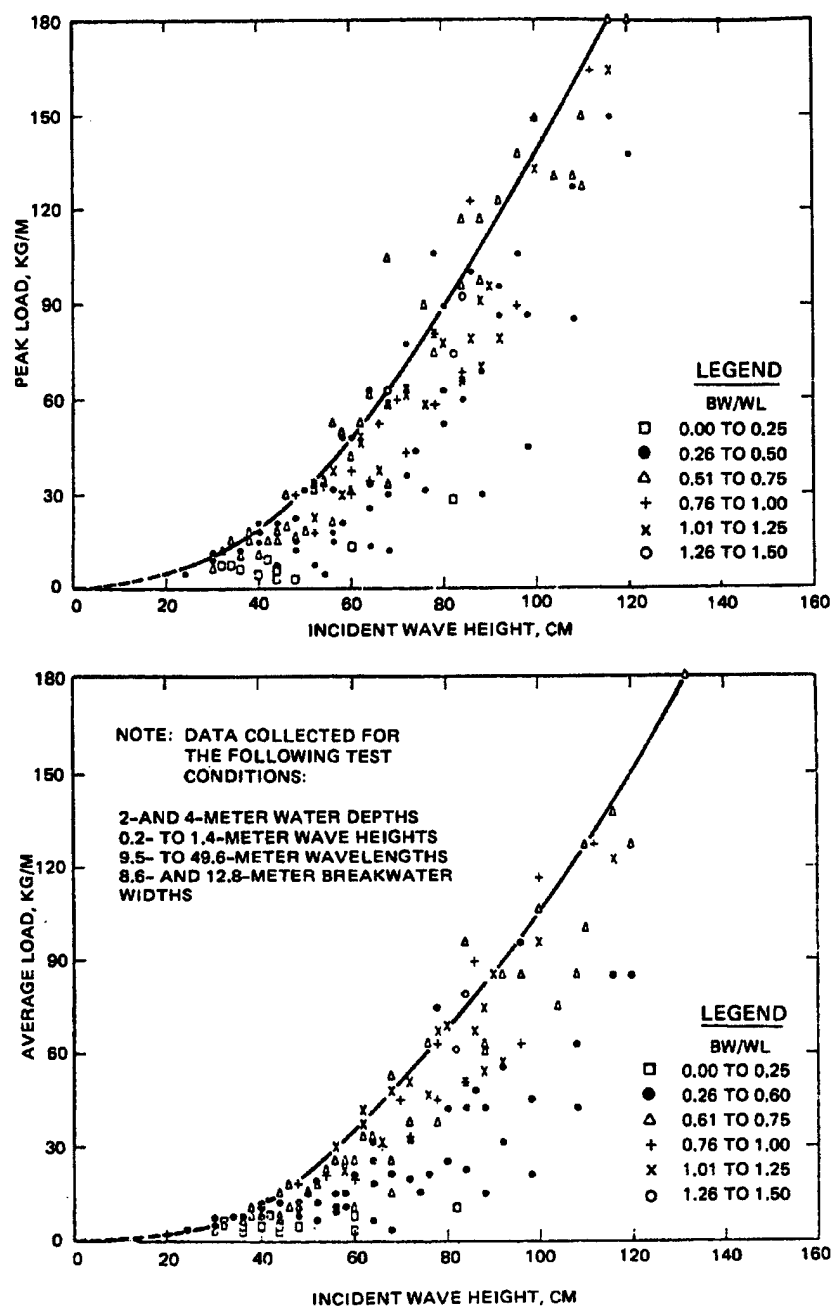 180
150
120
90
60
30
0
PEAK LOAD, KG/M
0 20 40 60 80 100 120 140 160
INCIDENT WAVE HEIGHT, CM
LEGEND
BW/WL
0.00 TO 0.25
0.26 TO 0.50
0.51 TO 0.75
0.76 TO 1.00
1.01 TO 1.25
1.26 TO 1.50
180
150
120
90
60
30
0
AVERAGE LOAD, KG/M
NOTE: DATA COLLECTED FOR
THE FOLLOWING TEST
CONDITIONS:
2-AND 4-METER WATER DEPTHS
0.2- TO 1.4-METER WAVE HEIGHTS
9.5- TO 49.6-METER WAVELENGTHS
8.6- AND 12.8-METER BREAKWATER
WIDTHS
LEGEND
BW/WL
0.00 TO 0.25
0.26 TO 0.60
0.61 TO 0.75
0.76 TO 1.00
1.01 TO 1.25
1.26 TO 1.50
0 20 40 60 80 100 120 140 160
INCIDENT WAVE HEIGHT, CM